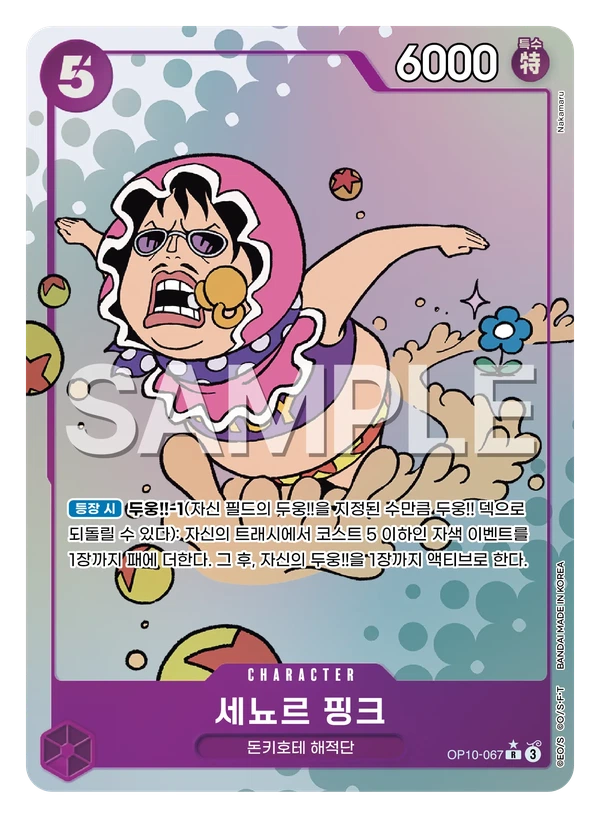 5
6000
특수
特
Nakamaru
SAMPLE
등장 시 두웅!!-1(자신 필드의 두웅!!을 지정된 수만큼 두웅!! 덱으로
되돌릴 수 있다): 자신의 트래시에서 코스트 5 이하인 자색 이벤트를
1장까지 패에 더한다. 그 후, 자신의 두웅!!을 1장까지 액티브로 한다.
CHARACTER
세뇨르 핑크
돈키호테 해적단
OP10-067 ★ R 3
©EO/S ©O/S·F·T BANDAI MADE IN KOREA